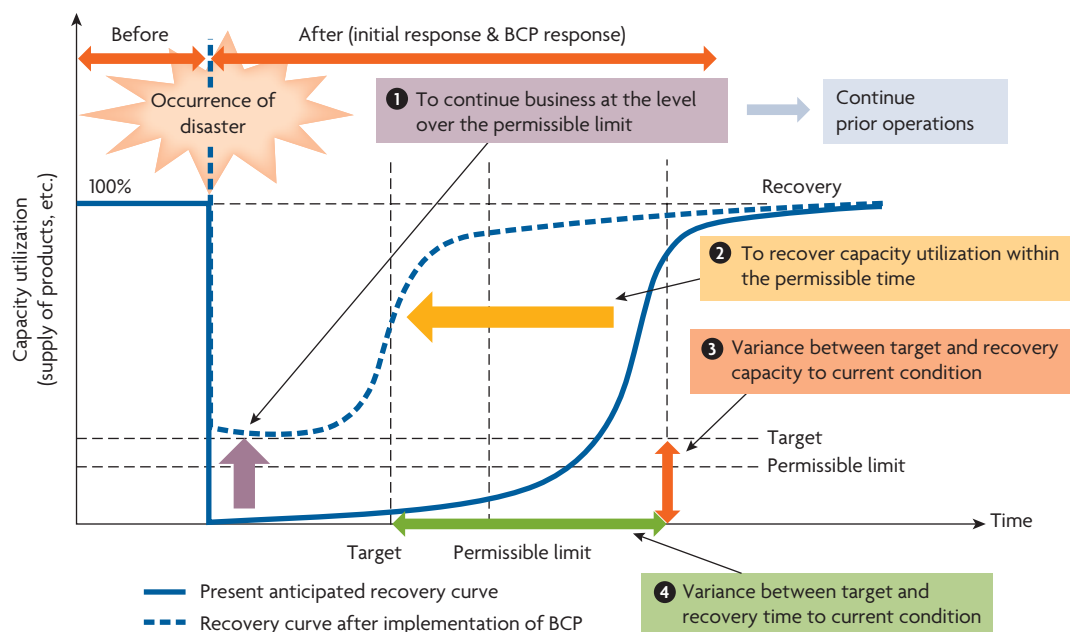 Before
After (initial response & BCP response)
Occurrence of
disaster
❶ To continue business at the level
over the permissible limit
Continue
prior operations
100%
Recovery
Capacity utilization
(supply of products, etc.)
❷ To recover capacity utilization within
the permissible time
❸ Variance between target and recovery
capacity to current condition
Target
Permissible limit
Time
Target
Permissible limit
❹ Variance between target and
recovery time to current condition
Present anticipated recovery curve
Recovery curve after implementation of BCP